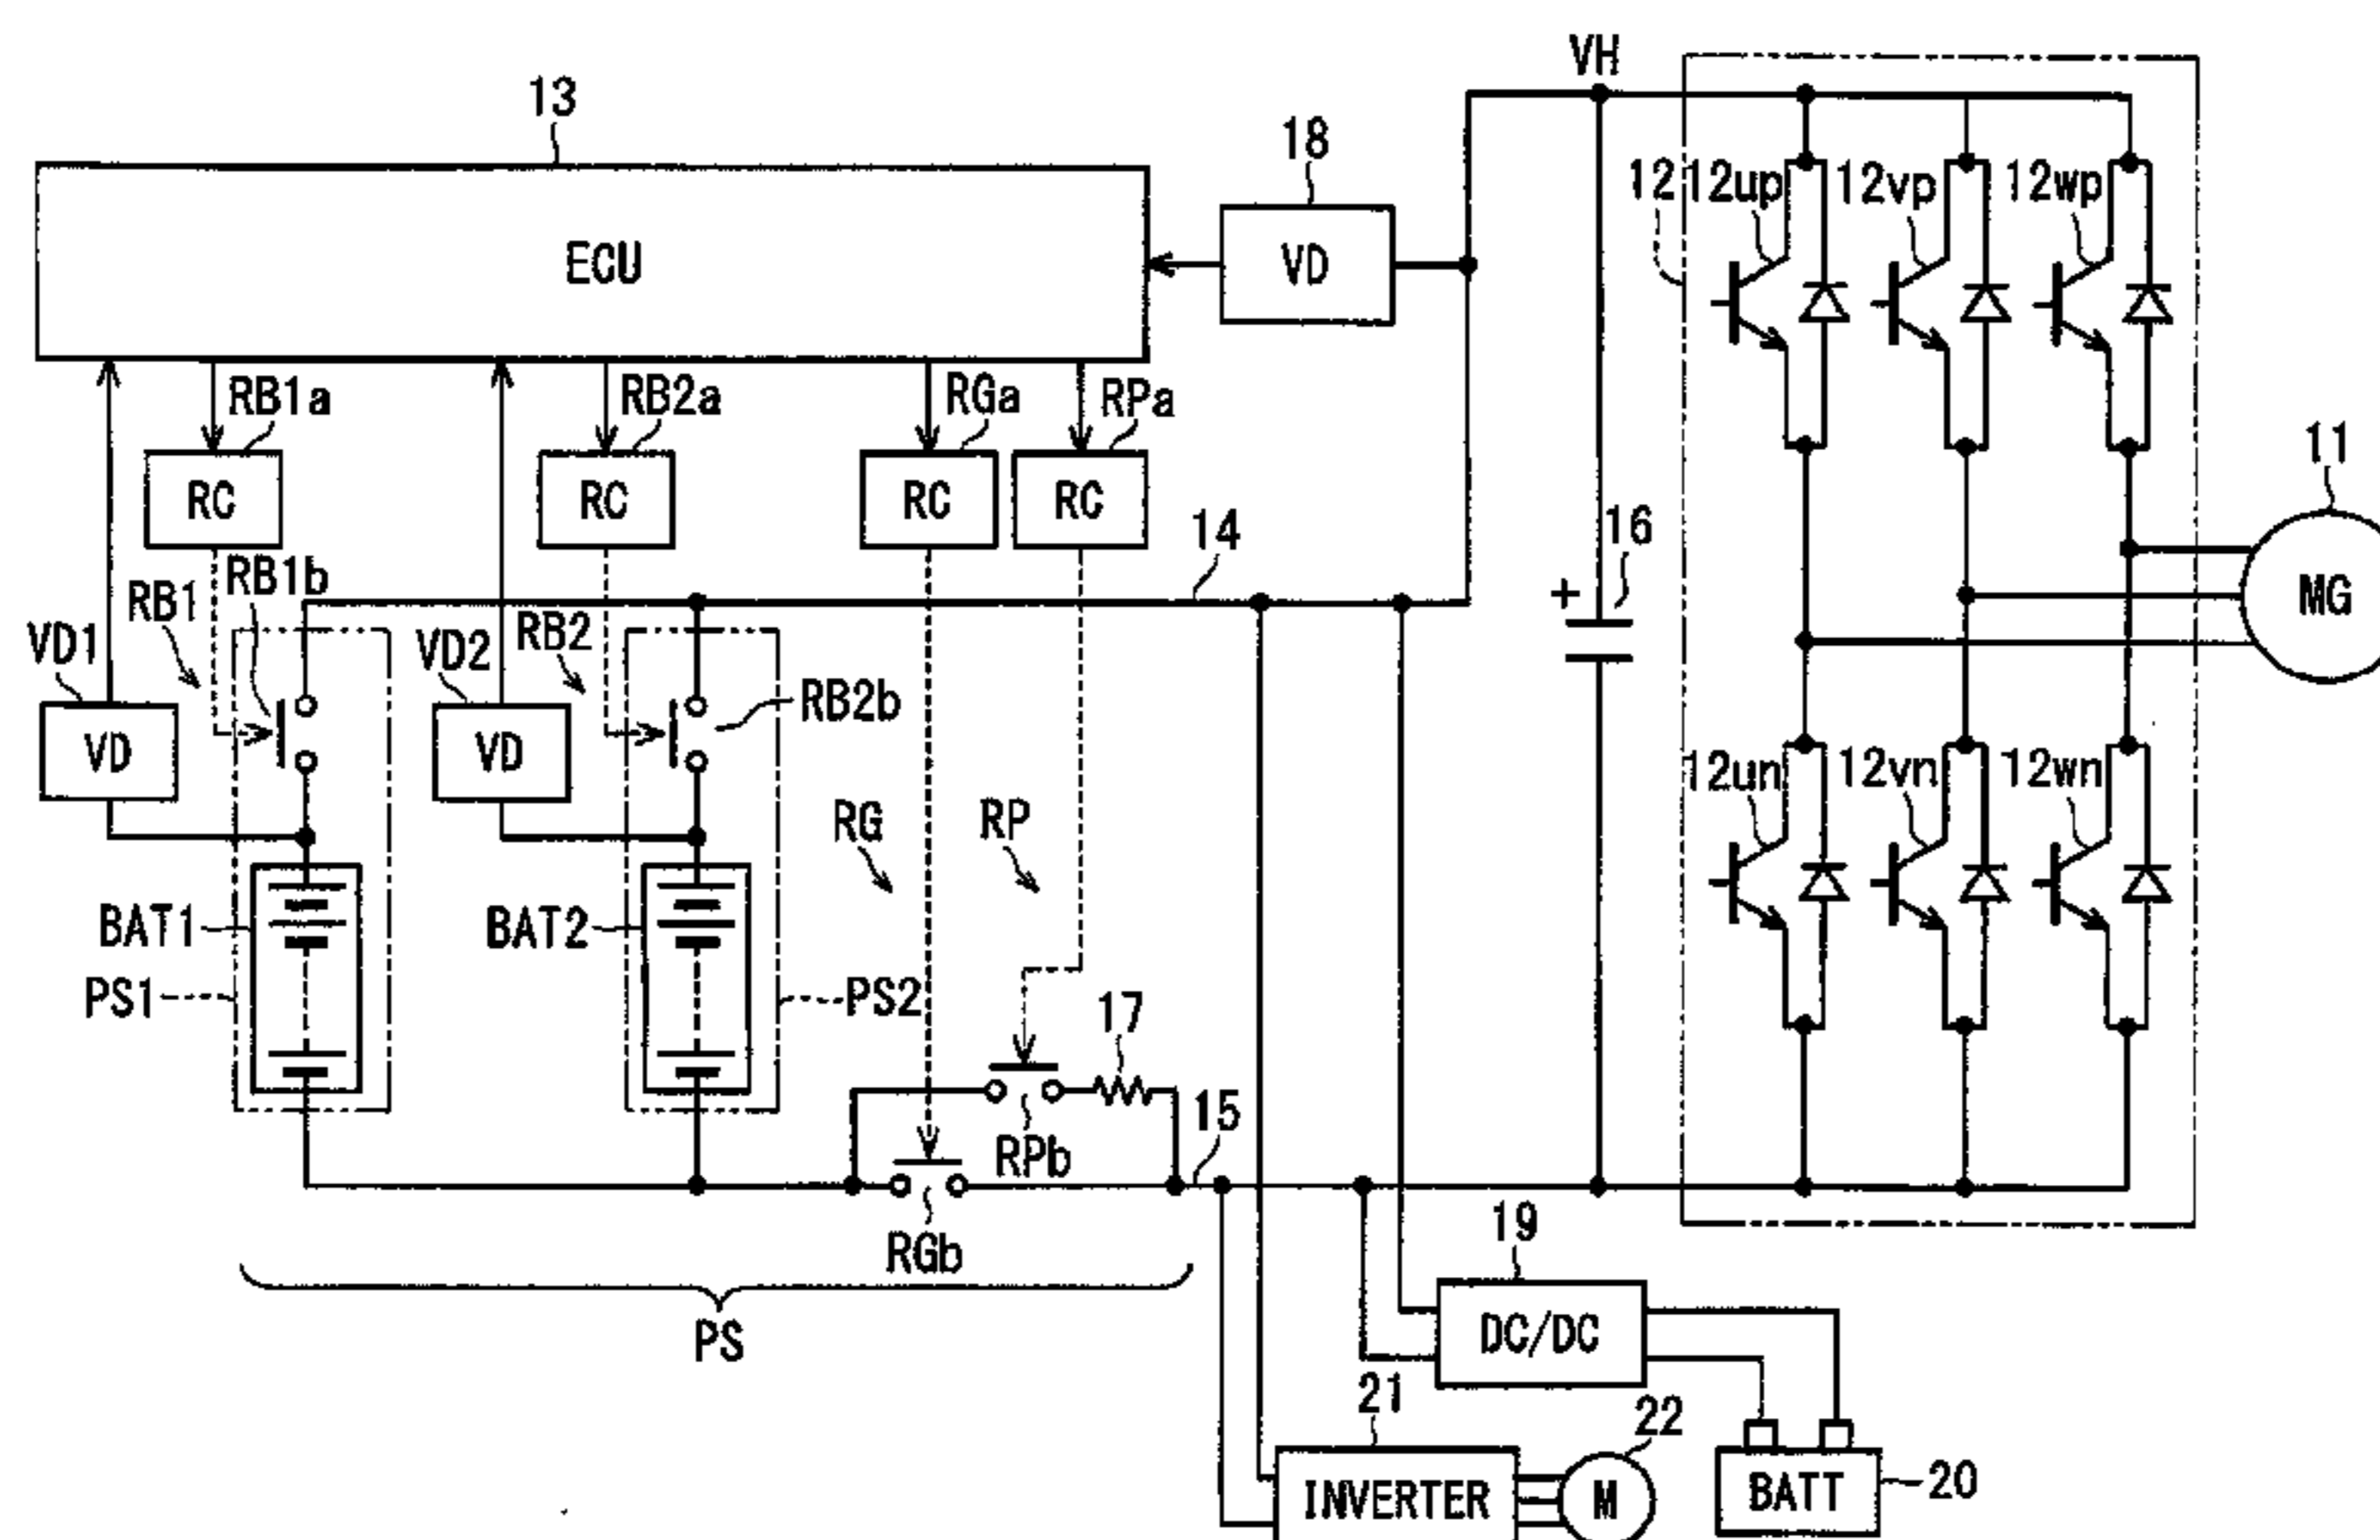 VH
13
18
12 12up 12vp 12wp
ECU
VD
RB1a
RB2a
RGa
RPa
11
RC
RC
RC
RC
14
16
+
MG
RB1
RB1b
RB2
VD1
VD2
RB2b
VD
VD
12un 12vn 12wn
RG
RP
BAT1
BAT2
PS1
PS2
17
15
RPb
RGb
19
PS
DC/DC
21
22
INVERTER
M
BATT
20